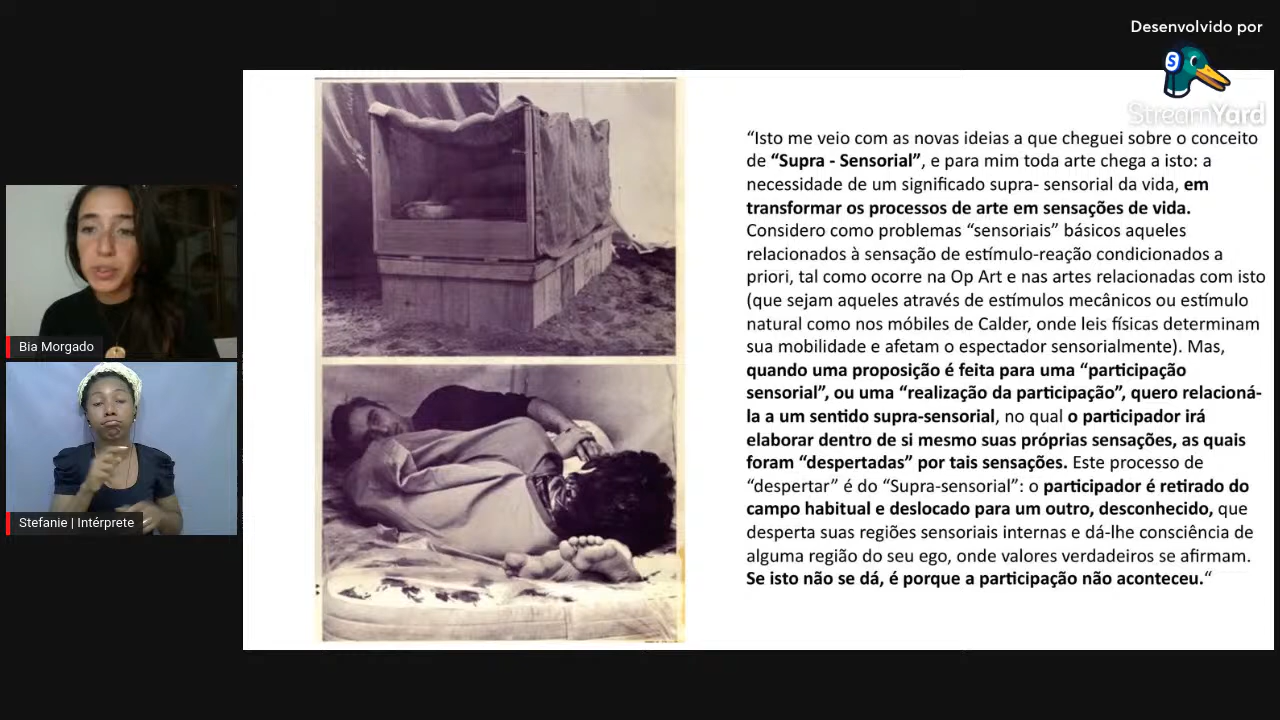 Desenvolvido por
S
StreamYard
Bia Morgado
Stefanie | Intérprete
“Isto me veio com as novas ideias a que cheguei sobre o conceito
de “Supra - Sensorial”, e para mim toda arte chega a isto: a
necessidade de um significado supra- sensorial da vida, em
transformar os processos de arte em sensações de vida.
Considero como problemas “sensoriais” básicos aqueles
relacionados à sensação de estímulo-reação condicionados a
priori, tal como ocorre na Op Art e nas artes relacionadas com isto
(que sejam aqueles através de estímulos mecânicos ou estímulo
natural como nos móbiles de Calder, onde leis físicas determinam
sua mobilidade e afetam o espectador sensorialmente). Mas,
quando uma proposição é feita para uma “participação
sensorial”, ou uma “realização da participação”, quero relacioná-
la a um sentido supra-sensorial, no qual o participador irá
elaborar dentro de si mesmo suas próprias sensações, as quais
foram “despertadas” por tais sensações. Este processo de
“despertar” é do “Supra-sensorial”: o participador é retirado do
campo habitual e deslocado para um outro, desconhecido, que
desperta suas regiões sensoriais internas e dá-lhe consciência de
alguma região do seu ego, onde valores verdadeiros se afirmam.
Se isto não se dá, é porque a participação não aconteceu.“